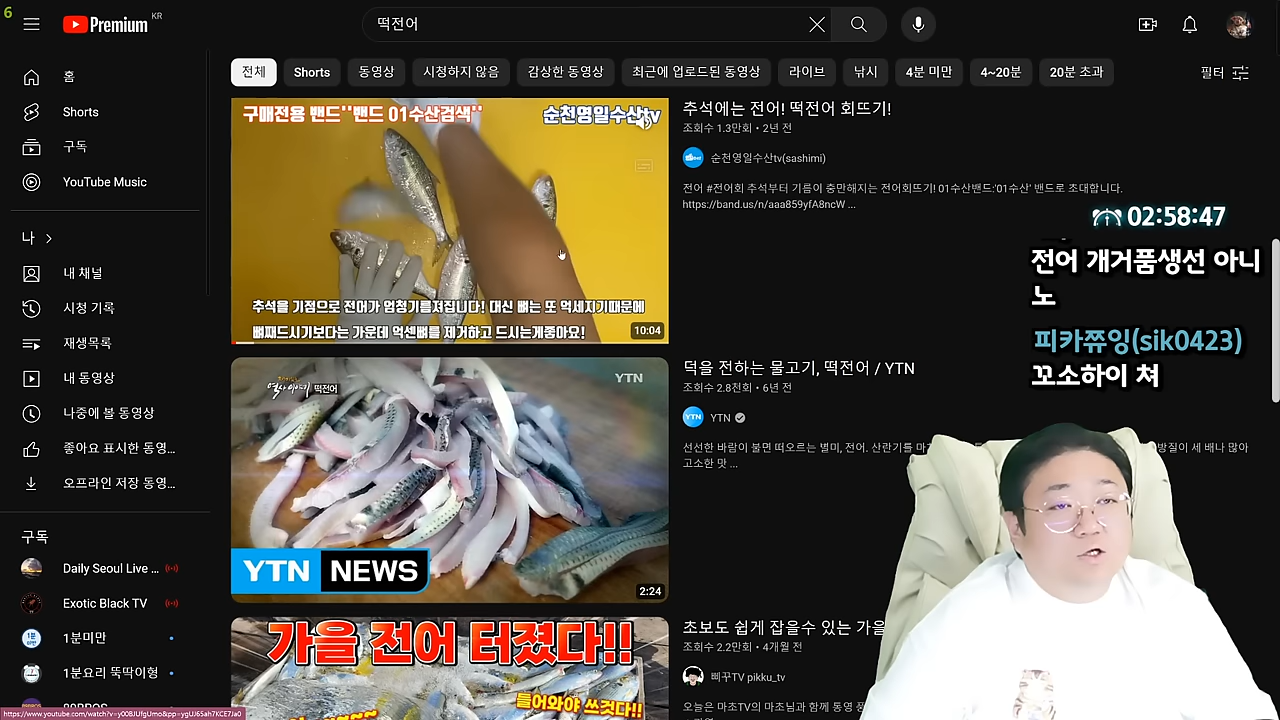 6
Premium KR
떡전어
전체
Shorts
동영상
시청하지 않음
감상한 동영상
최근에 업로드된 동영상
라이브
낚시
4분 미만
4~20분
20분 초과
필터
홈
Shorts
구독
YouTube Music
나
내 채널
시청 기록
재생목록
내 동영상
나중에 볼 동영상
좋아요 표시한 동영...
오프라인 저장 동영...
구독
Daily Seoul Live ...
Exotic Black TV
1분미만
1분요리 뚝딱이형
구매전용 밴드"밴드 01수산검색"
순천영일수산tv
추석을 기점으로 전어가 엄청기름져집니다! 대신 뼈는 또 억세지기때문에
뼈째드시기보다는 가운데 억센뼈를 제거하고 드시는게좋아요!
10:04
추석에는 전어! 떡전어 회뜨기!
조회수 1.3만회 • 2년 전
순천영일수산tv(sashimi)
전어 #전어회 추석부터 기름이 충만해지는 전어회뜨기! 01수산밴드:'01수산' 밴드로 초대합니다.
https://band.us/n/aaa859yfA8ncW ...
02:58:47
전어 개거품생선 아니
노
피카쮸잉(sik0423)
꼬소하이 쳐
떡전어
YTN
YTN NEWS
2:24
덕을 전하는 물고기, 떡전어 / YTN
조회수 2.8천회 • 6년 전
YTN
선선한 바람이 불면 떠오르는 별미, 전어. 산란기를
방질이 세 배나 많아
고소한 맛 ...
가을 전어 터졌다!!
들어와야 쓰것다!!
초보도 쉽게 잡을수 있는 가을
조회수 2.2만회 • 4개월 전
삐꾸TV pikku_tv
오늘은 마초TV의 마초님과 함께 동영
https://www.youtube.com/watch?v=y008JUfgUmo&pp=ygUJ65ah7KCE7Ja0